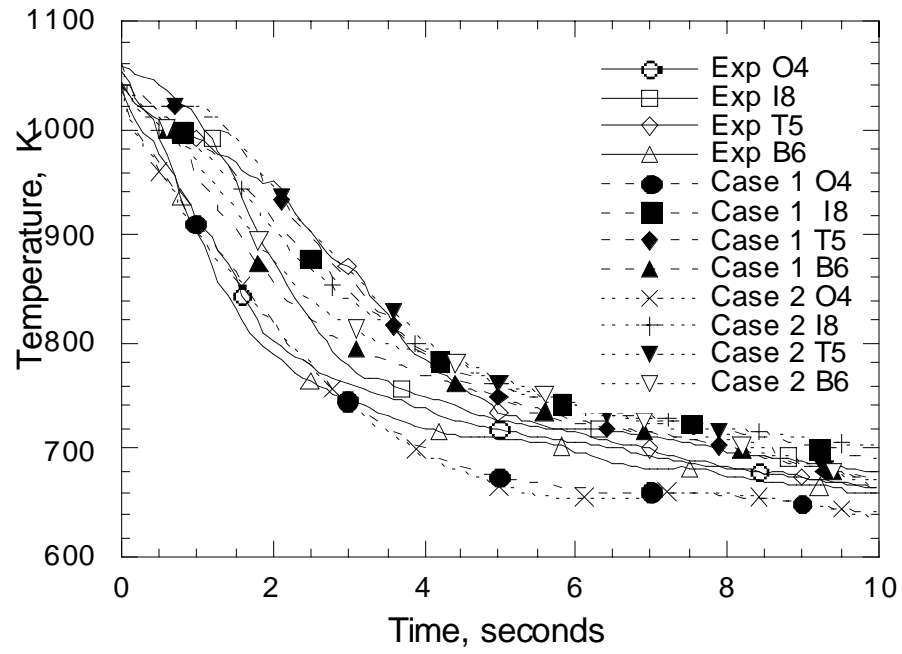 1100
1000
900
800
700
600
Temperature, K
Exp O4
Exp I8
Exp T5
Exp B6
Case 1 O4
Case 1 I8
Case 1 T5
Case 1 B6
Case 2 O4
Case 2 I8
Case 2 T5
Case 2 B6
0 2 4 6 8 10
Time, seconds